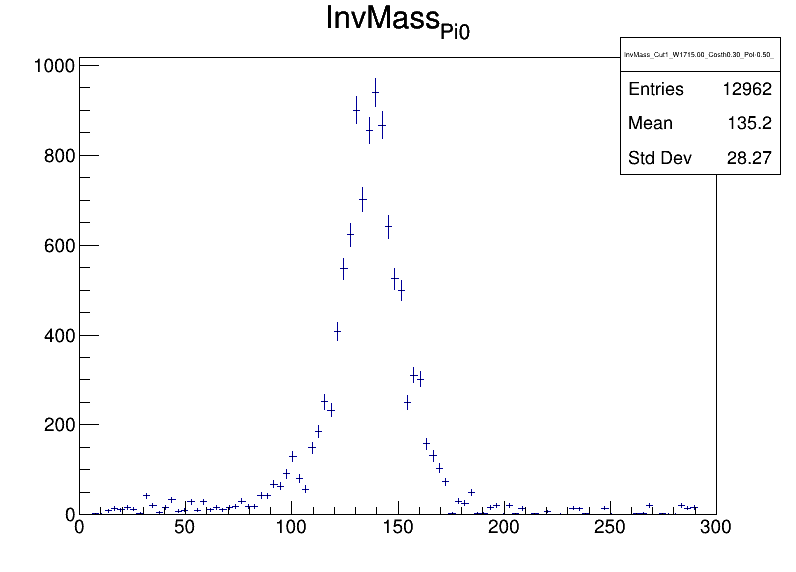 InvMass_Pi0
InvMass_Cut1_W1715.00_Costh0.30_Pol-0.50_
Entries 12962
Mean 135.2
Std Dev 28.27
1000
800
600
400
200
0
0 50 100 150 200 250 300